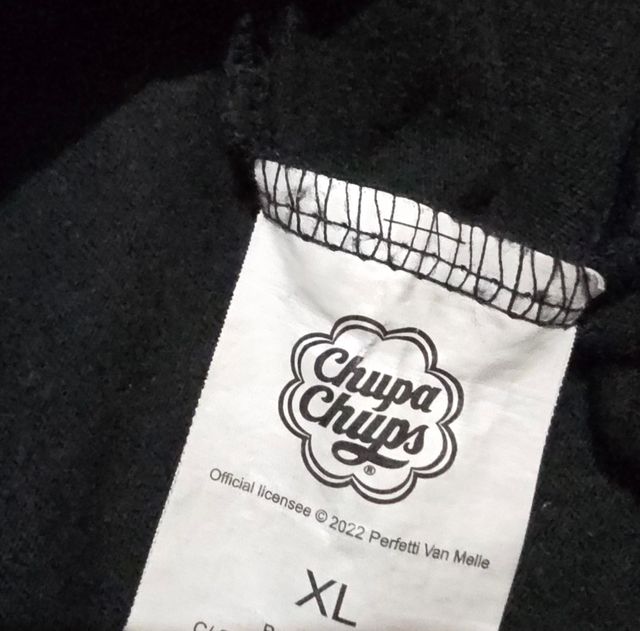 Chupa
Chups
®
Official licensee © 2022 Perfetti Van Melle
XL